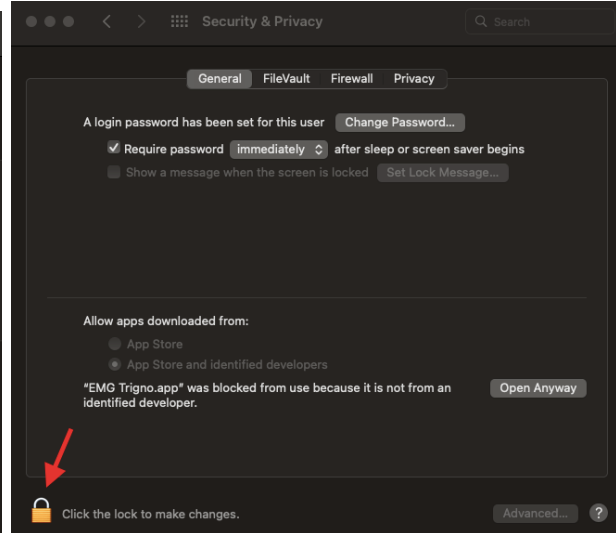 Security & Privacy
Search
General
FileVault
Firewall
Privacy
A login password has been set for this user
Change Password...
Require password
immediately
after sleep or screen saver begins
Show a message when the screen is locked
Set Lock Message...
Allow apps downloaded from:
App Store
App Store and identified developers
“EMG Trigno.app” was blocked from use because it is not from an
identified developer.
Open Anyway
Click the lock to make changes.
Advanced...
?